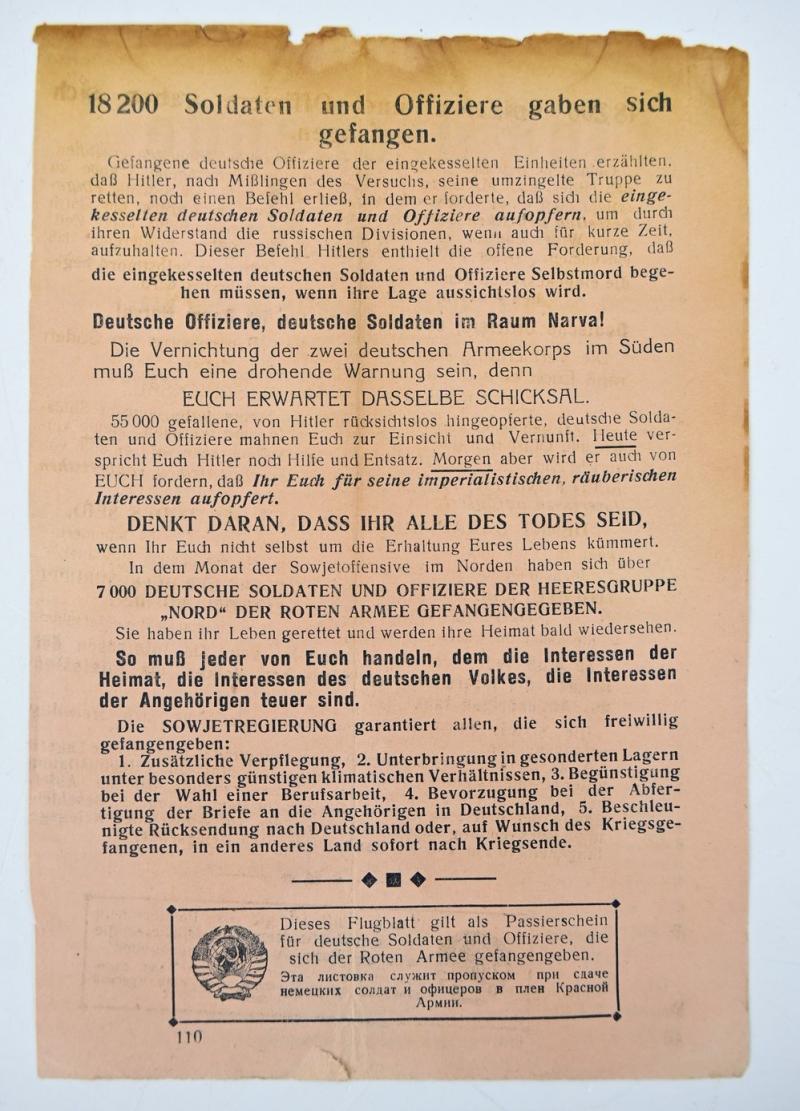 18 200 Soldaten und Offiziere gaben sich
gefangen.
Gefangene deutsche Offiziere der eingekesselten Einheiten erzählten,
daß Hitler, nach Mißlingen des Versuchs, seine umzingelte Truppe zu
retten, noch einen Befehl erließ, in dem er forderte, daß sich die einge-
kesselten deutschen Soldaten und Offiziere aufopfern, um durch
ihren Widerstand die russischen Divisionen, wenn auch für kurze Zeit,
aufzuhalten. Dieser Befehl Hitlers enthielt die offene Forderung, daß
die eingekesselten deutschen Soldaten und Offiziere Selbstmord bege-
hen müssen, wenn ihre Lage aussichtslos wird.
Deutsche Offiziere, deutsche Soldaten im Raum Narva!
Die Vernichtung der zwei deutschen Armeekorps im Süden
muß Euch eine drohende Warnung sein, denn
EUCH ERWARTET DASSELBE SCHICKSAL.
55 000 gefallene, von Hitler rücksichtslos hingeopferte, deutsche Solda-
ten und Offiziere mahnen Euch zur Einsicht und Vernunft. Heute ver-
spricht Euch Hitler noch Hilfe und Entsatz. Morgen aber wird er auch von
EUCH fordern, daß Ihr Euch für seine imperialistischen, räuberischen
Interessen aufopfert.
DENKT DARAN, DASS IHR ALLE DES TODES SEID,
wenn Ihr Euch nicht selbst um die Erhaltung Eures Lebens kümmert.
In dem Monat der Sowjetoffensive im Norden haben sich über
7 000 DEUTSCHE SOLDATEN UND OFFIZIERE DER HEERESGRUPPE
„NORD“ DER ROTEN ARMEE GEFANGENGEGEBEN.
Sie haben ihr Leben gerettet und werden ihre Heimat bald wiedersehen.
So muß jeder von Euch handeln, dem die Interessen der
Heimat, die Interessen des deutschen Volkes, die Interessen
der Angehörigen teuer sind.
Die SOWJETREGIERUNG garantiert allen, die sich freiwillig
gefangengeben:
1. Zusätzliche Verpflegung, 2. Unterbringung in gesonderten Lagern
unter besonders günstigen klimatischen Verhältnissen, 3. Begünstigung
bei der Wahl einer Berufsarbeit, 4. Bevorzugung bei der Abfer-
tigung der Briefe an die Angehörigen in Deutschland, 5. Beschleu-
nigte Rücksendung nach Deutschland oder, auf Wunsch des Kriegsge-
fangenen, in ein anderes Land sofort nach Kriegsende.
Dieses Flugblatt gilt als Passierschein
für deutsche Soldaten und Offiziere, die
sich der Roten Armee gefangengeben.
Эта листовка служит пропуском при сдаче
немецких солдат и офицеров в плен Красной
Армии.
110